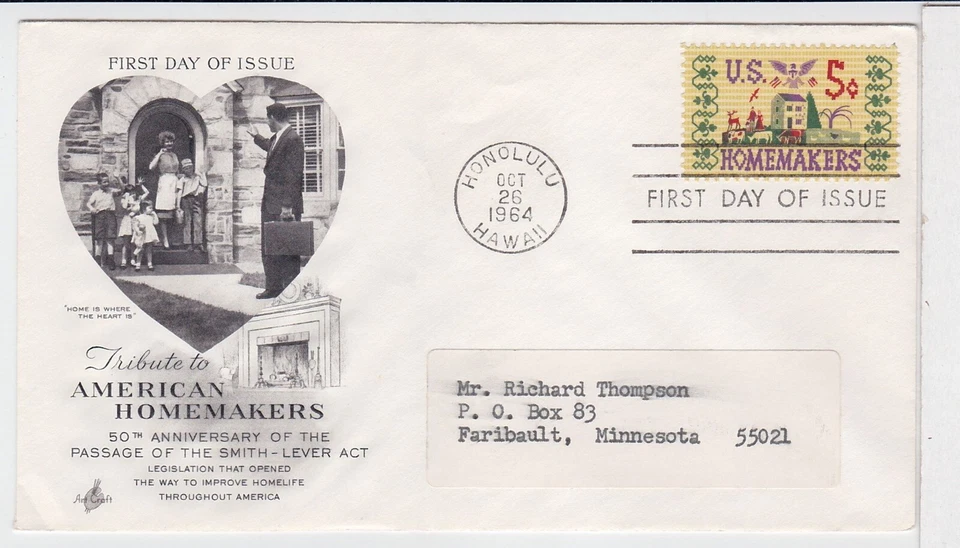 FIRST DAY OF ISSUE
U.S. 5¢
HOMEMAKERS
HONOLULU
OCT
26
1964
HAWAII
FIRST DAY OF ISSUE
"HOME IS WHERE
THE HEART IS"
Tribute to
AMERICAN
HOMEMAKERS
50TH ANNIVERSARY OF THE
PASSAGE OF THE SMITH-LEVER ACT
LEGISLATION THAT OPENED
THE WAY TO IMPROVE HOMELIFE
THROUGHOUT AMERICA
Art Craft
Mr. Richard Thompson
P. O. Box 83
Faribault, Minnesota 55021